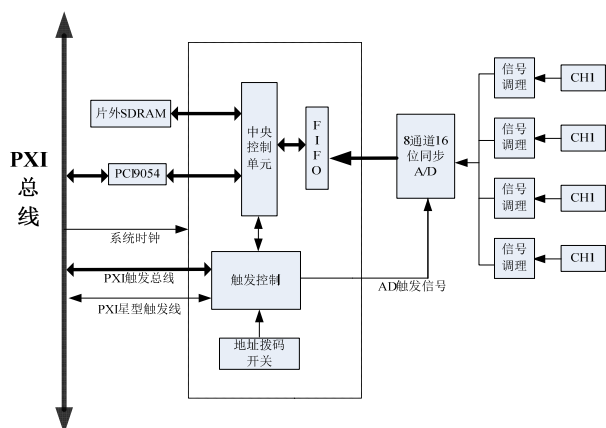 PXI
总
线
片外SDRAM
PCI9054
系统时钟
PXI触发总线
PXI星型触发线
中央
控制
单元
F
I
F
O
触发控制
地址拨码
开关
8通道16
位同步
A/D
AD触发信号
信号
调理
CH1
信号
调理
CH1
信号
调理
CH1
信号
调理
CH1